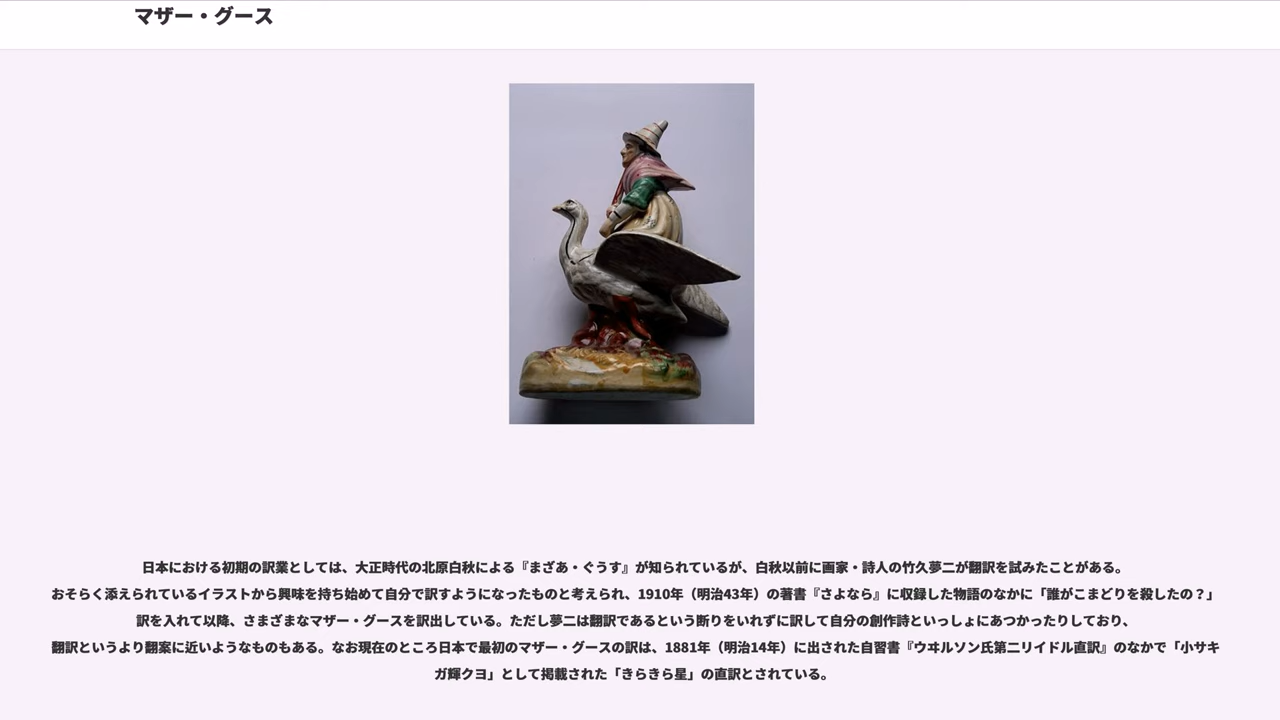 マザー・グース
日本における初期の訳業としては、大正時代の北原白秋による『まざあ・ぐうす』が知られているが、白秋以前に画家・詩人の竹久夢二が翻訳を試みたことがある。
おそらく添えられているイラストから興味を持ち始めて自分で訳すようになったものと考えられ、1910年（明治43年）の著書『さよなら』に収録した物語のなかに「誰がこまどりを殺したの？」
訳を入れて以降、さまざまなマザー・グースを訳出している。ただし夢二は翻訳であるという断りをいれずに訳して自分の創作詩といっしょにあつかったりしており、
翻訳というより翻案に近いようなものもある。なお現在のところ日本で最初のマザー・グースの訳は、1881年（明治14年）に出された自習書『ウヰルソン氏第二リイドル直訳』のなかで「小サキ
ガ輝クヨ」として掲載された「きらきら星」の直訳とされている。